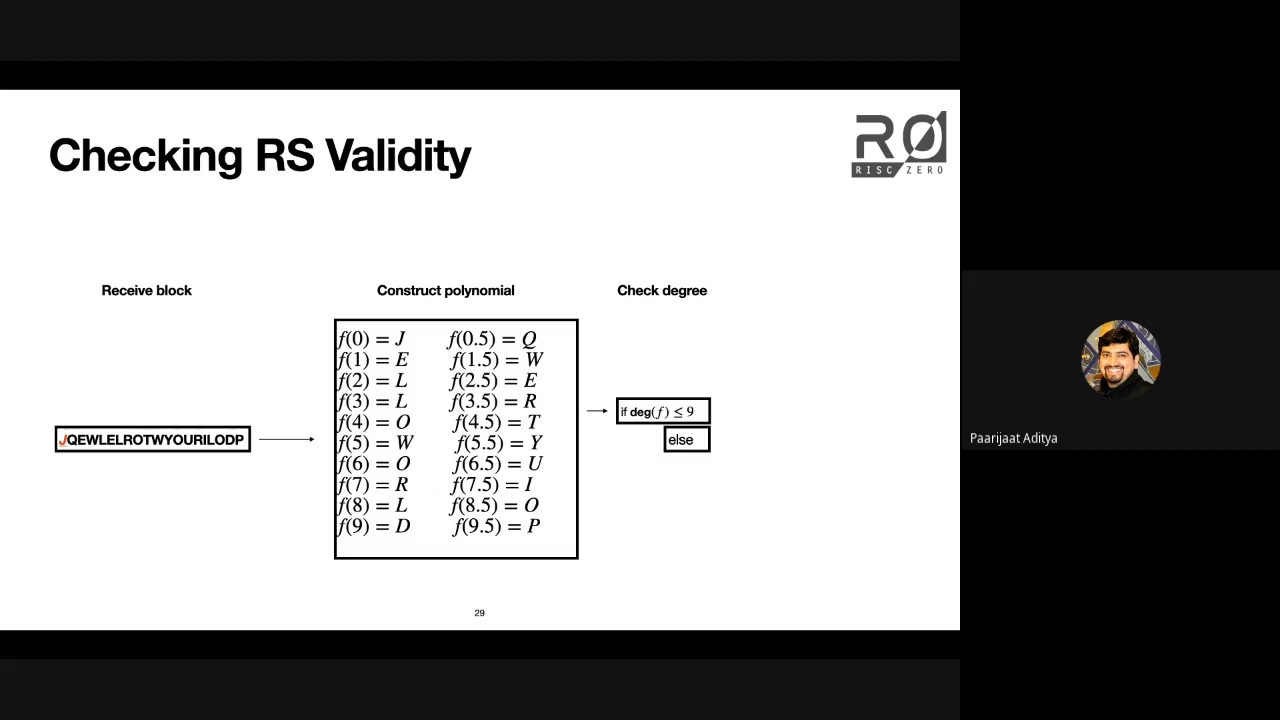 Checking RS Validity
RØ
RISC ZERO
Receive block
Construct polynomial
Check degree
JQEWLELROTWYOURILODP
f(0) = J f(0.5) = Q
f(1) = E f(1.5) = W
f(2) = L f(2.5) = E
f(3) = L f(3.5) = R
f(4) = O f(4.5) = T
f(5) = W f(5.5) = Y
f(6) = O f(6.5) = U
f(7) = R f(7.5) = I
f(8) = L f(8.5) = O
f(9) = D f(9.5) = P
if deg(f) ≤ 9
else
29
Paarijaat Aditya